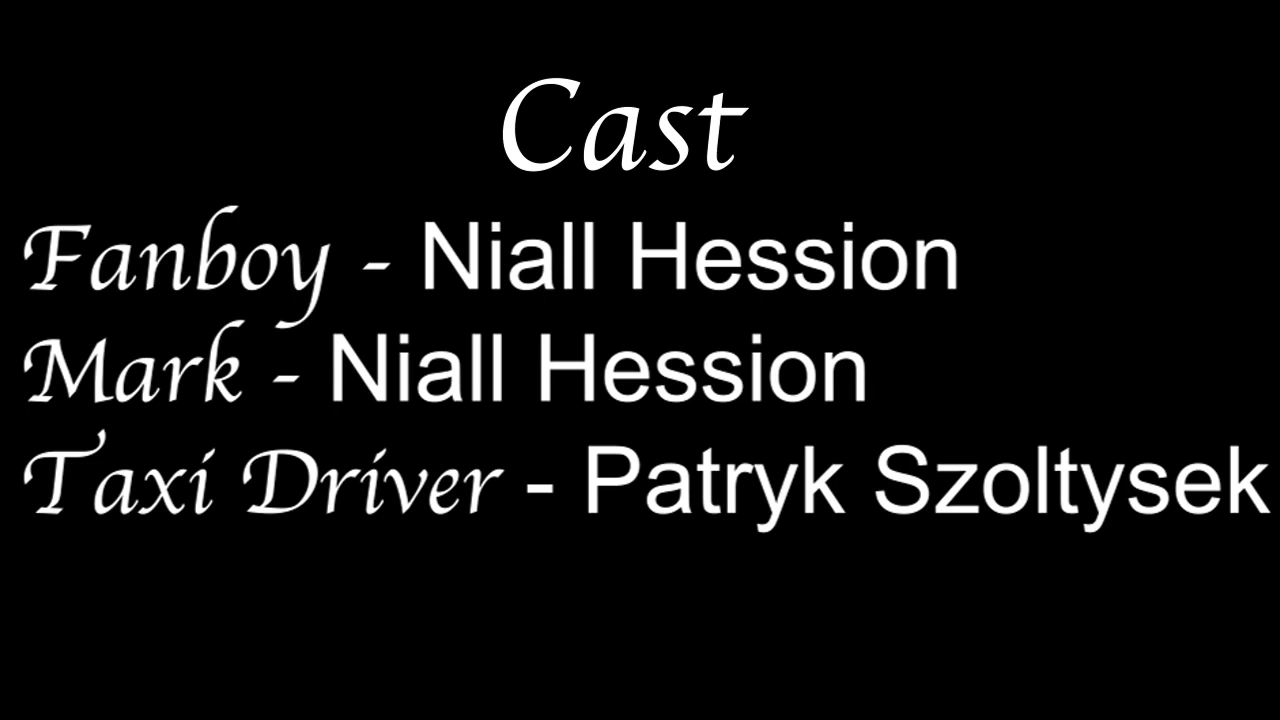 Cast
Fanboy - Niall Hession
Mark - Niall Hession
Taxi Driver - Patryk Szoltysek